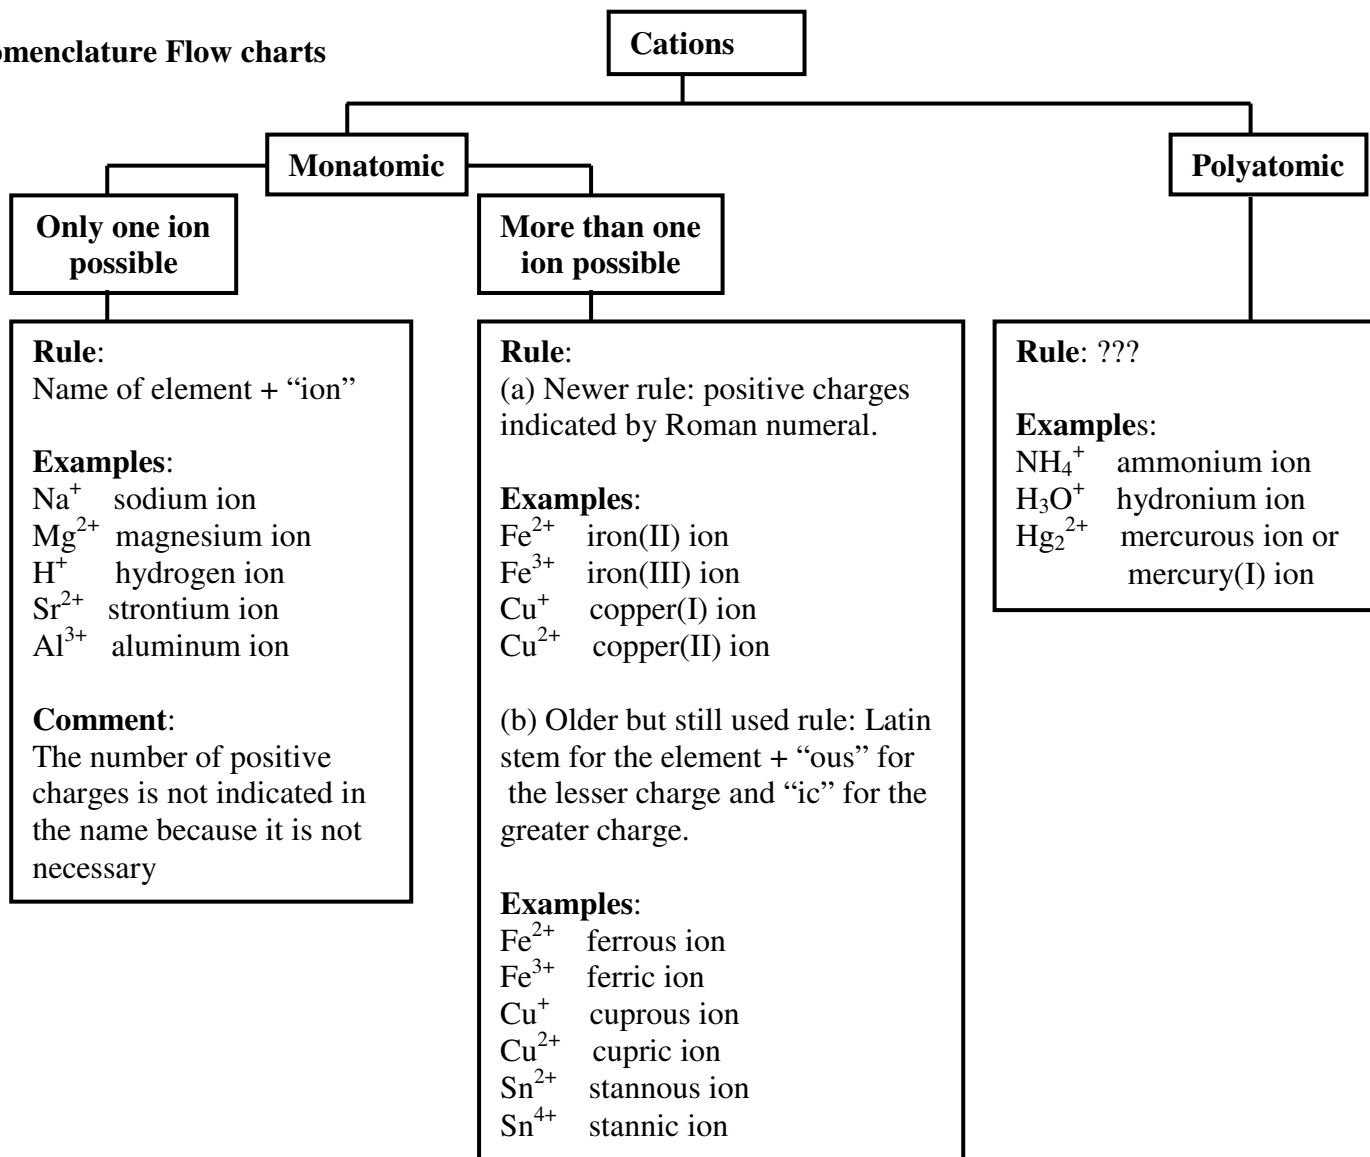 omenclature Flow charts
Cations
Monatomic
Polyatomic
Only one ion
possible
More than one
ion possible
Rule:
Name of element + “ion”
Examples:
Na⁺ sodium ion
Mg²⁺ magnesium ion
H⁺ hydrogen ion
Sr²⁺ strontium ion
Al³⁺ aluminum ion
Comment:
The number of positive
charges is not indicated in
the name because it is not
necessary
Rule:
(a) Newer rule: positive charges
indicated by Roman numeral.
Examples:
Fe²⁺ iron(II) ion
Fe³⁺ iron(III) ion
Cu⁺ copper(I) ion
Cu²⁺ copper(II) ion
(b) Older but still used rule: Latin
stem for the element + “ous” for
the lesser charge and “ic” for the
greater charge.
Examples:
Fe²⁺ ferrous ion
Fe³⁺ ferric ion
Cu⁺ cuprous ion
Cu²⁺ cupric ion
Sn²⁺ stannous ion
Sn⁴⁺ stannic ion
Rule: ???
Examples:
NH₄⁺ ammonium ion
H₃O⁺ hydronium ion
Hg₂²⁺ mercurous ion or
mercury(I) ion